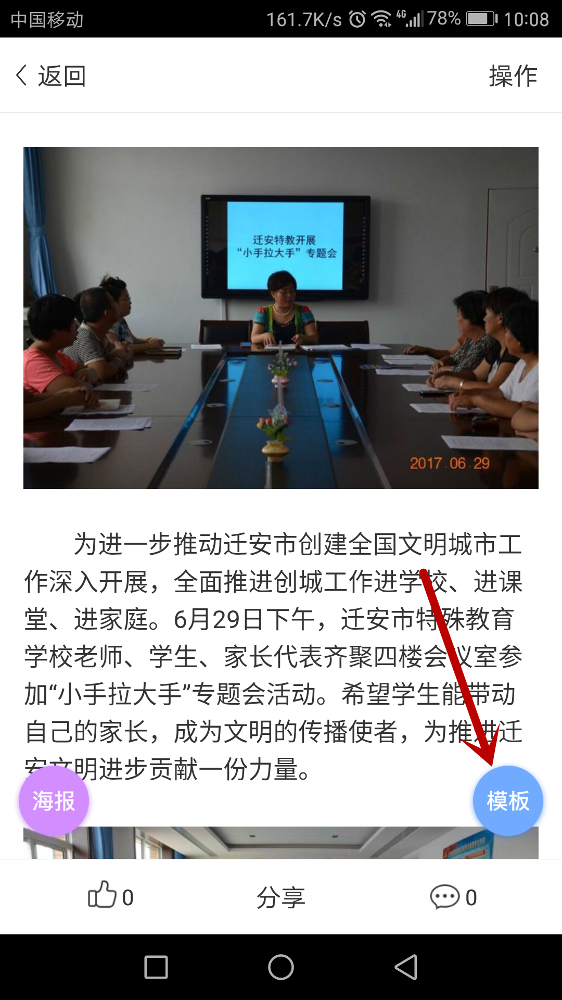 中国移动 161.7K/s 4G 78% 10:08
返回 操作
迁安特教开展
“小手拉大手”专题会
2017.06.29
为进一步推动迁安市创建全国文明城市工
作深入开展，全面推进创城工作进学校、进课
堂、进家庭。6月29日下午，迁安市特殊教育
学校老师、学生、家长代表齐聚四楼会议室参
加“小手拉大手”专题会活动。希望学生能带动
自己的家长，成为文明的传播使者，为推进迁
安文明进步贡献一份力量。
海报 模板
0 分享 0